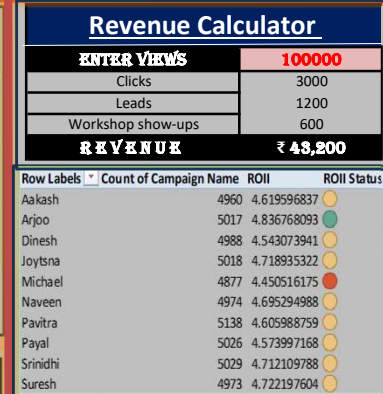 Revenue Calculator
ENTER VIEWS 100000
Clicks 3000
Leads 1200
Workshop show-ups 600
REVENUE ₹ 43,200
Row Labels Count of Campaign Name ROII ROII Status
Aakash 4960 4.619596837
Arjoo 5017 4.836768093
Dinesh 4988 4.543073941
Joytsna 5018 4.718935322
Michael 4877 4.450516175
Naveen 4974 4.695294988
Pavitra 5138 4.605988759
Payal 5026 4.573997168
Srinidhi 5029 4.712109788
Suresh 4973 4.722197604